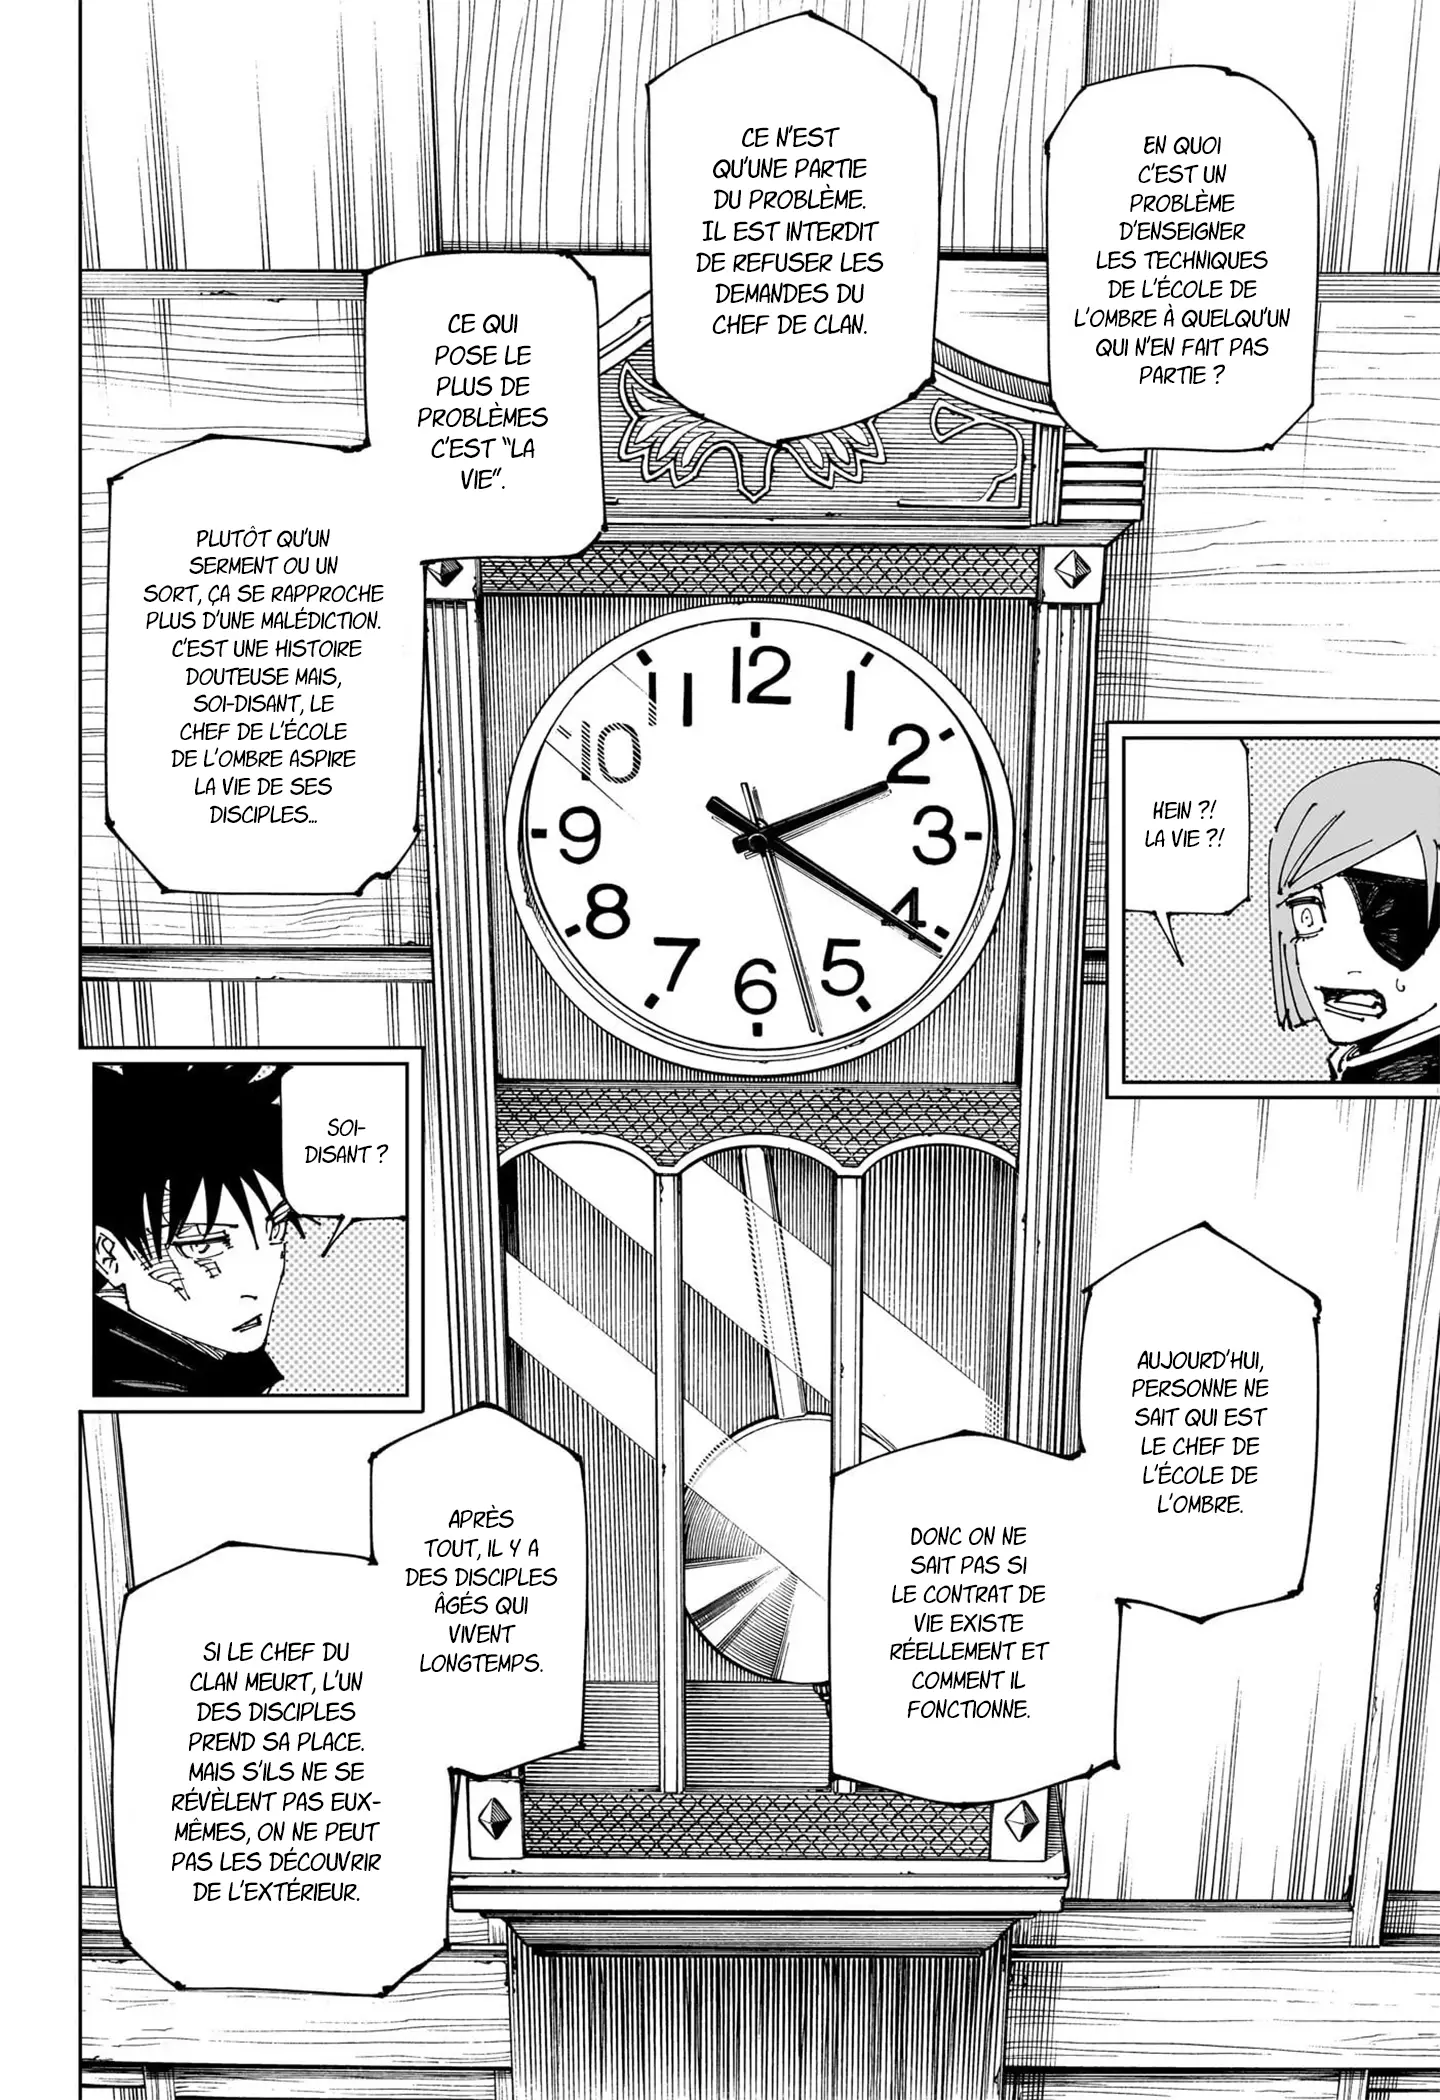 EN QUOI
C'EST UN
PROBLÈME
D'ENSEIGNER
LES TECHNIQUES
DE L'ÉCOLE DE
L'OMBRE À QUELQU'UN
QUI N'EN FAIT PAS
PARTIE ?
CE N'EST
QU'UNE PARTIE
DU PROBLÈME.
IL EST INTERDIT
DE REFUSER LES
DEMANDES DU
CHEF DE CLAN.
CE QUI
POSE LE
PLUS DE
PROBLÈMES
C'EST "LA
VIE".
PLUTÔT QU'UN
SERMENT OU UN
SORT, ÇA SE RAPPROCHE
PLUS D'UNE MALÉDICTION.
C'EST UNE HISTOIRE
DOUTEUSE MAIS,
SOI-DISANT, LE
CHEF DE L'ÉCOLE
DE L'OMBRE ASPIRE
LA VIE DE SES
DISCIPLES...
12
1
2
3
4
5
6
7
8
9
10
11
HEIN ?!
LA VIE ?!
SOI-
DISANT ?
AUJOURD'HUI,
PERSONNE NE
SAIT QUI EST
LE CHEF DE
L'ÉCOLE DE
L'OMBRE.
DONC ON NE
SAIT PAS SI
LE CONTRAT DE
VIE EXISTE
RÉELLEMENT ET
COMMENT IL
FONCTIONNE.
APRÈS
TOUT, IL Y A
DES DISCIPLES
ÂGÉS QUI
VIVENT
LONGTEMPS.
SI LE CHEF DU
CLAN MEURT, L'UN
DES DISCIPLES
PREND SA PLACE.
MAIS S'ILS NE SE
RÉVÈLENT PAS EUX-
MÊMES, ON NE PEUT
PAS LES DÉCOUVRIR
DE L'EXTÉRIEUR.